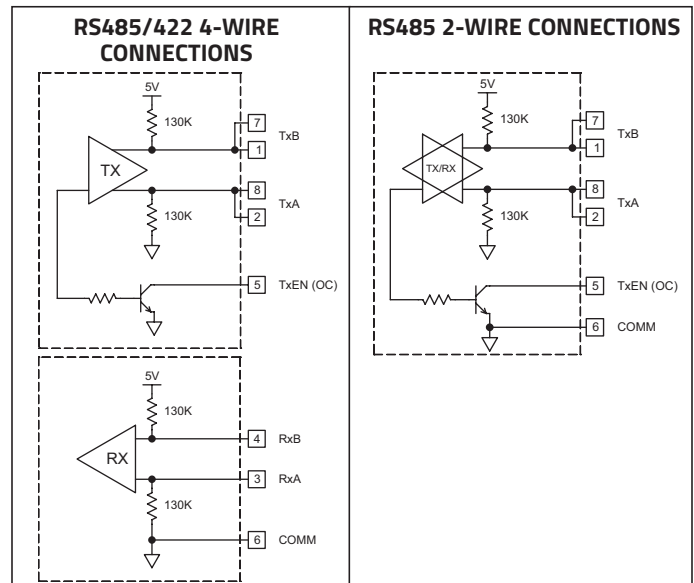 RS485/422 4-WIRE
CONNECTIONS
5V
130K
7
TxB
1
TX
8
TxA
130K
2
5 TxEN (OC)
5V
130K
4 RxB
RX
3 RxA
130K
6 COMM
RS485 2-WIRE CONNECTIONS
5V
130K
7
TxB
1
TX/RX
8
TxA
130K
2
5 TxEN (OC)
6 COMM